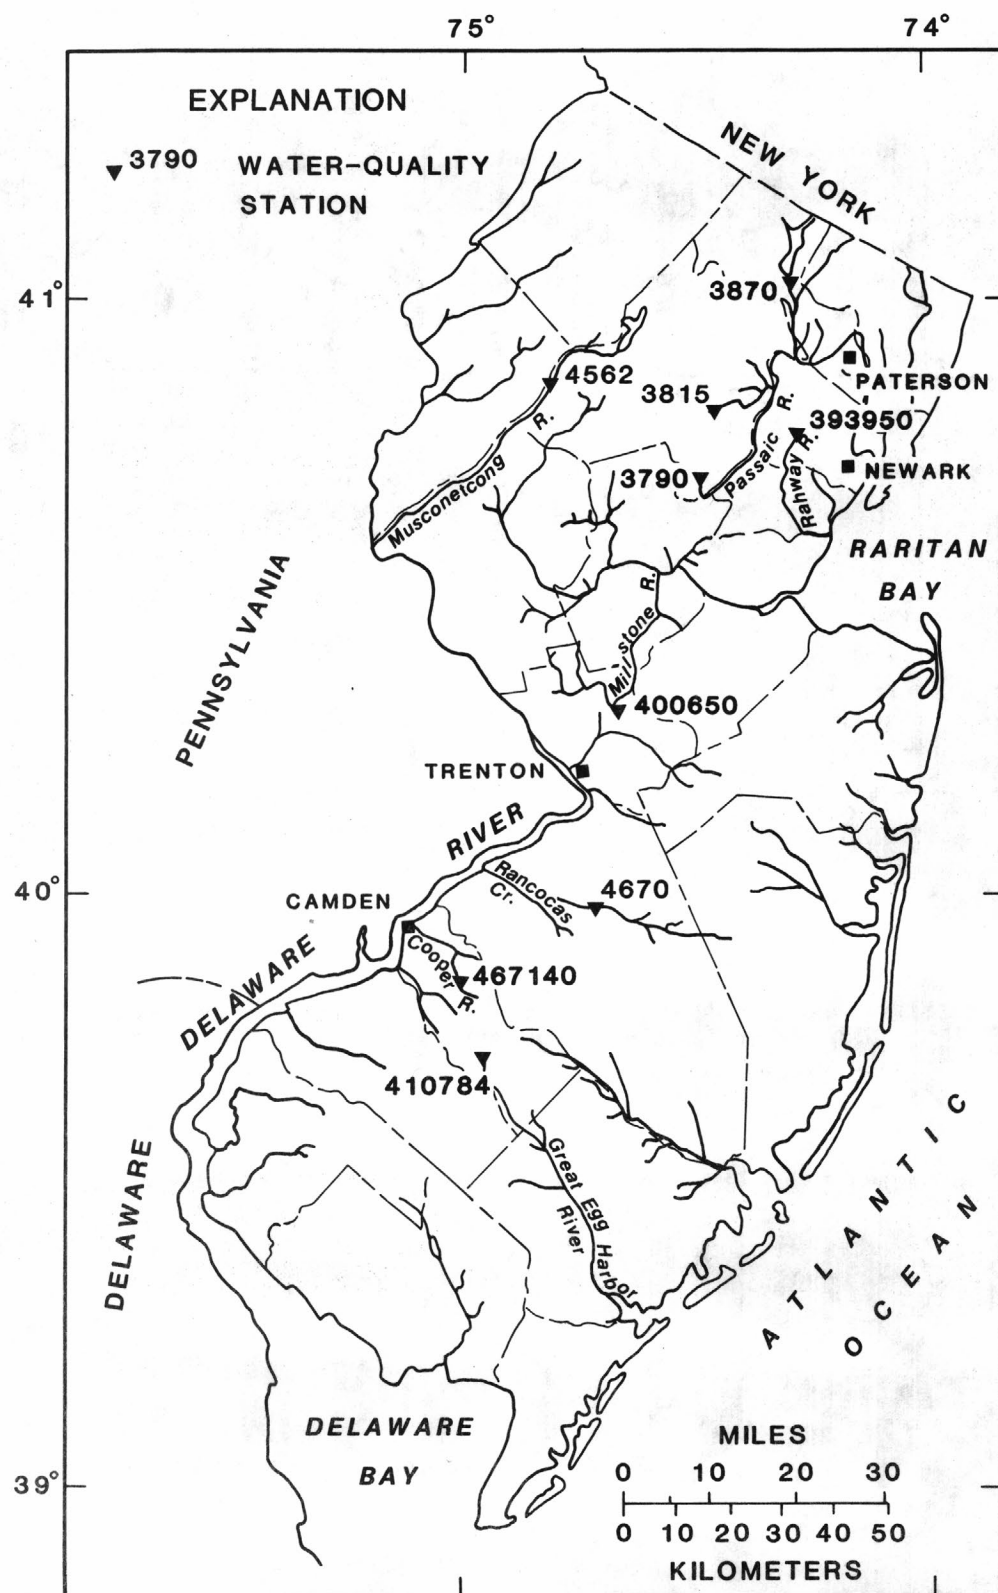 75°
74°
EXPLANATION
3790
WATER-QUALITY
STATION
NEW YORK
41°
3870
4562
3815
PATERSON
R.
R.
393950
Musconetcong
3790
Passaic
Rahway R.
NEWARK
RARITAN
BAY
PENNSYLVANIA
R.
Millstone
400650
TRENTON
RIVER
40°
Rancocas
Cr.
4670
CAMDEN
Cooper
R.
467140
DELAWARE
410784
Great Egg Harbor
River
DELAWARE
ATLANTIC
OCEAN
DELAWARE
BAY
39°
MILES
0 10 20 30
0 10 20 30 40 50
KILOMETERS